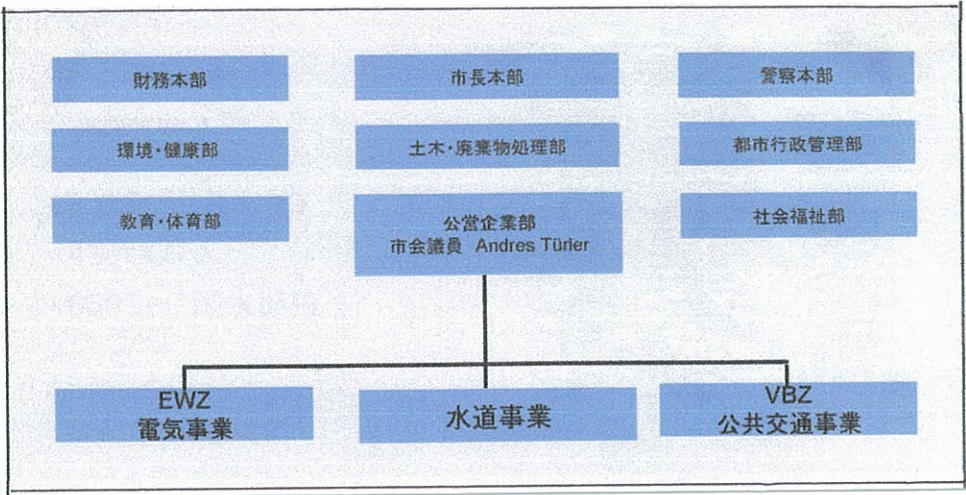 財務本部
市長本部
警察本部
環境・健康部
土木・廃棄物処理部
都市行政管理部
教育・体育部
公営企業部
市会議員 Andres Türler
社会福祉部
EWZ
電気事業
水道事業
VBZ
公共交通事業